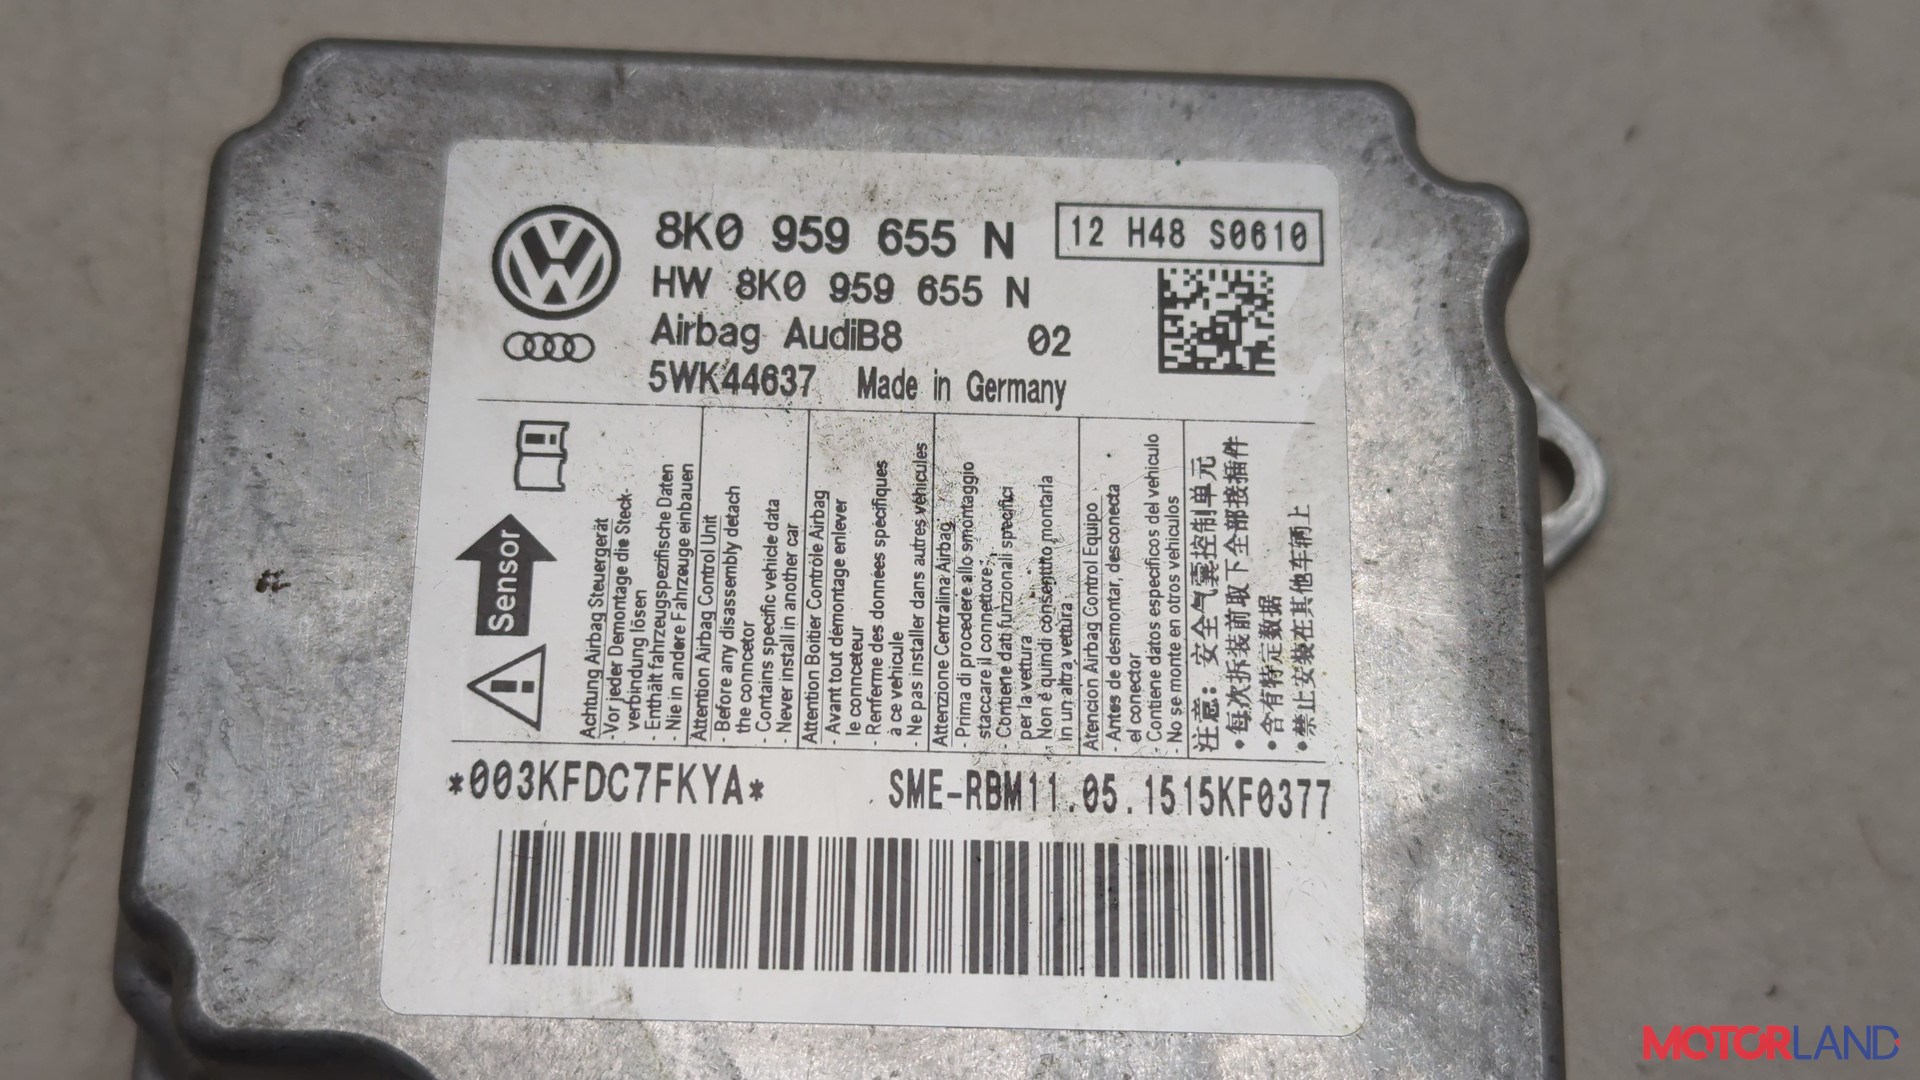 8K0 959 655 N
12 H48 S0610
HW 8K0 959 655 N
Airbag AudiB8 02
5WK44637 Made in Germany
Sensor
Achtung Airbag Steuergerät
-Vor jeder Demontage die Steck-
verbindung lösen
- Enthält fahrzeugspezifische Daten
- Nie in andere Fahrzeuge einbauen
Attention Airbag Control Unit
- Before any disassembly detach
the conncetor
- Contains specific vehicle data
- Never install in another car
Attention Boitier Contrôle Airbag
- Avant tout démontage enlever
le connceteur
- Renferme des données spécifiques
à ce véhicule
- Ne pas installer dans autres véhicules
Attenzione Centralina Airbag
- Prima di procedere allo smontaggio
staccare il connettore
- Contiene dati funzionali specifici
per la vettura
- Non é quindi consentito montarla
in un altra vettura
Atencion Airbag Control Equipo
- Antes de desmontar, desconecta
el conector
- Contiene datos especificos del vehiculo
- No se monte en otros vehiculos
注意: 安全气囊控制单元
•每次拆装前取下全部接插件
•含有特定数据
•禁止安装在其他车辆上
*003KFDC7FKYA*
SME-RBM11.05.1515KF0377
MOTORLAND